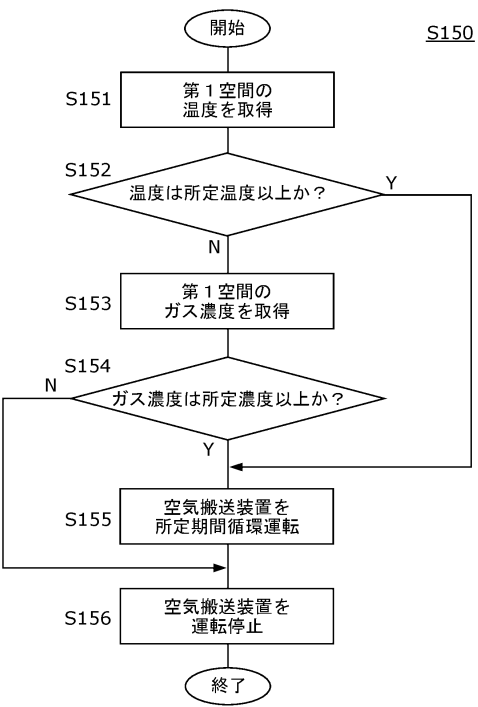 開始
S150
S151
第１空間の
温度を取得
S152
温度は所定温度以上か？
Y
N
S153
第１空間の
ガス濃度を取得
S154
N
ガス濃度は所定濃度以上か？
Y
S155
空気搬送装置を
所定期間循環運転
S156
空気搬送装置を
運転停止
終了